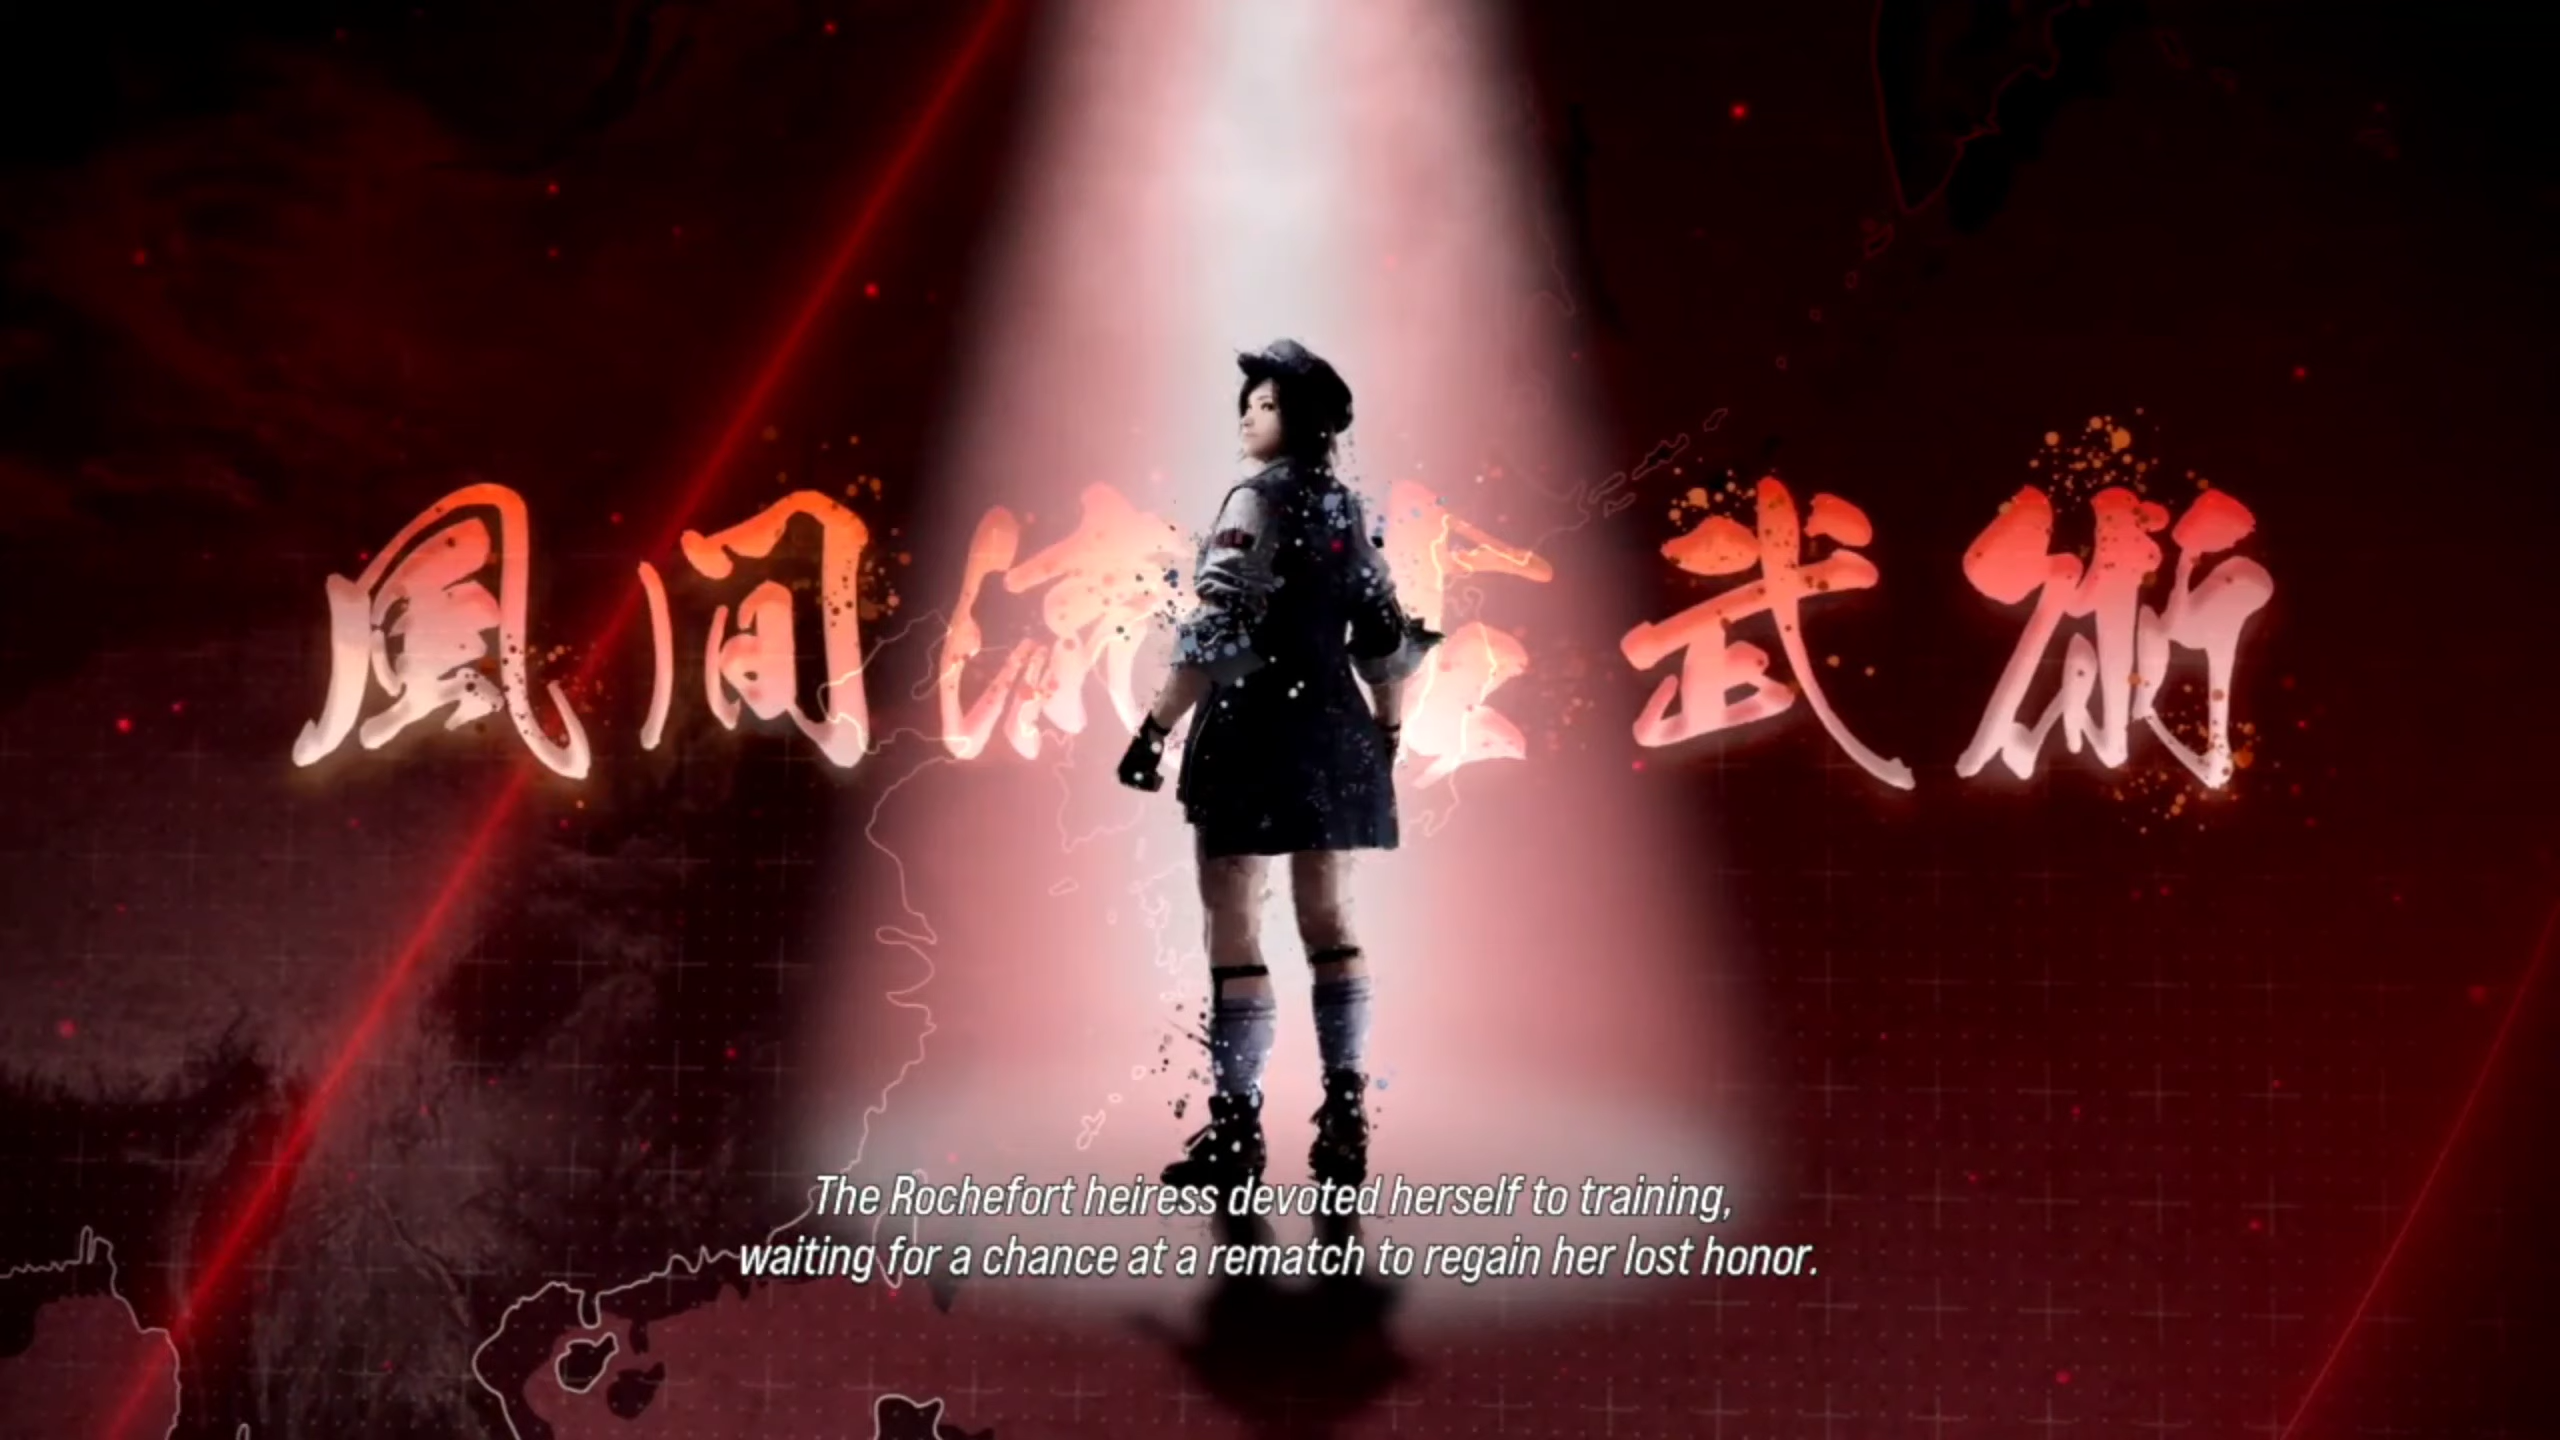 風間流古武術
The Rochefort heiress devoted herself to training,
waiting for a chance at a rematch to regain her lost honor.